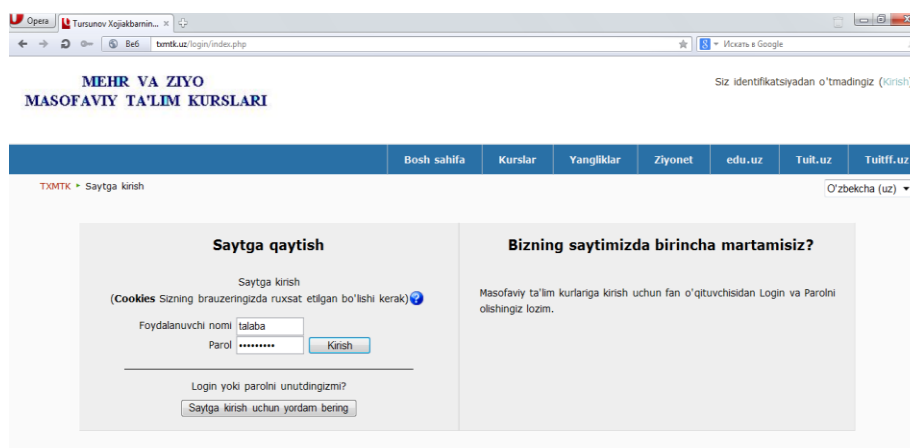 Opera
Tursunov Xojiakbarnin...
Веб
txmtk.uz/login/index.php
Искать в Google
MEHR VA ZIYO
MASOFAVIY TA'LIM KURSLARI
Siz identifikatsiyadan o'tmadingiz (Kirish)
Bosh sahifa Kurslar Yangliklar Ziyonet edu.uz Tuit.uz Tuitff.uz
TXMTK ► Saytga kirish
O'zbekcha (uz)
Saytga qaytish
Saytga kirish
(Cookies Sizning brauzeringizda ruxsat etilgan bo'lishi kerak)
Foydalanuvchi nomi talaba
Parol ••••••••• Kirish
Login yoki parolni unutdingizmi?
Saytga kirish uchun yordam bering
Bizning saytimizda birincha martamisiz?
Masofaviy ta'lim kurlariga kirish uchun fan o'qituvchisidan Login va Parolni
olishingiz lozim.